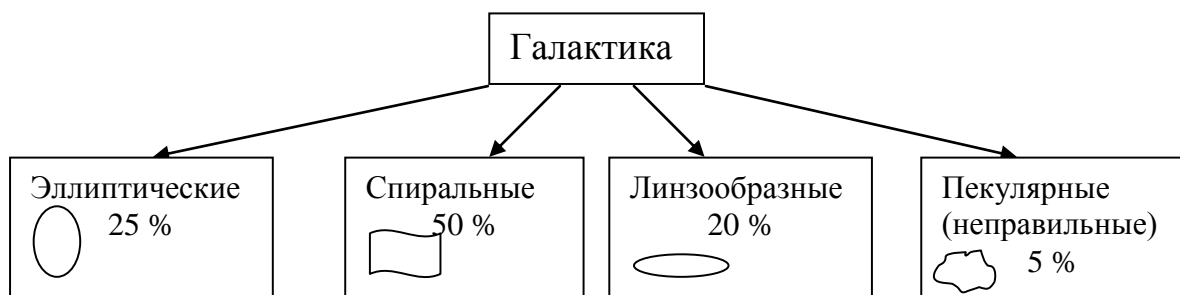 Галактика
Эллиптические
25 %
Спиральные
50 %
Линзообразные
20 %
Пекулярные
(неправильные)
5 %